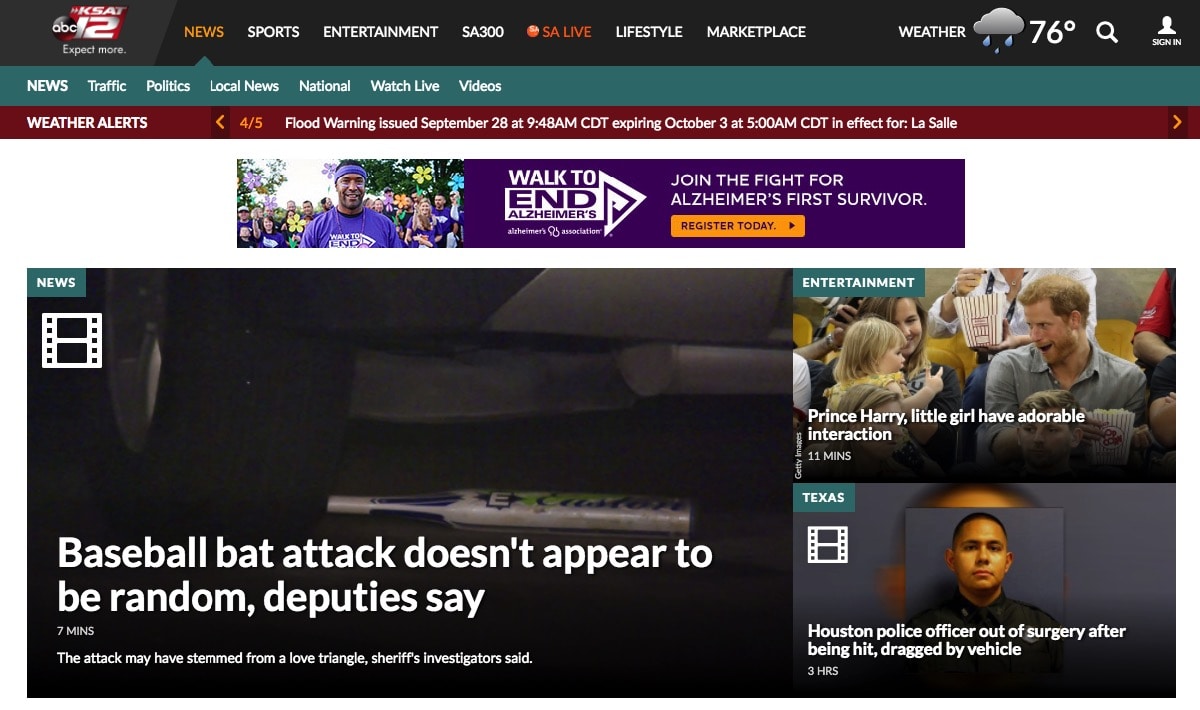 KSAT
abc 12
Expect more.
NEWS SPORTS ENTERTAINMENT SA300 SA LIVE LIFESTYLE MARKETPLACE
WEATHER 76° SIGN IN
NEWS Traffic Politics Local News National Watch Live Videos
WEATHER ALERTS 4/5 Flood Warning issued September 28 at 9:48AM CDT expiring October 3 at 5:00AM CDT in effect for: La Salle
WALK TO
END
WALK TO
END
ALZHEIMER'S
alzheimer's association
JOIN THE FIGHT FOR
ALZHEIMER'S FIRST SURVIVOR.
REGISTER TODAY.
NEWS
Easton
Baseball bat attack doesn't appear to
be random, deputies say
7 MINS
The attack may have stemmed from a love triangle, sheriff's investigators said.
ENTERTAINMENT
Prince Harry, little girl have adorable
interaction
11 MINS
Getty Images
TEXAS
Houston police officer out of surgery after
being hit, dragged by vehicle
3 HRS